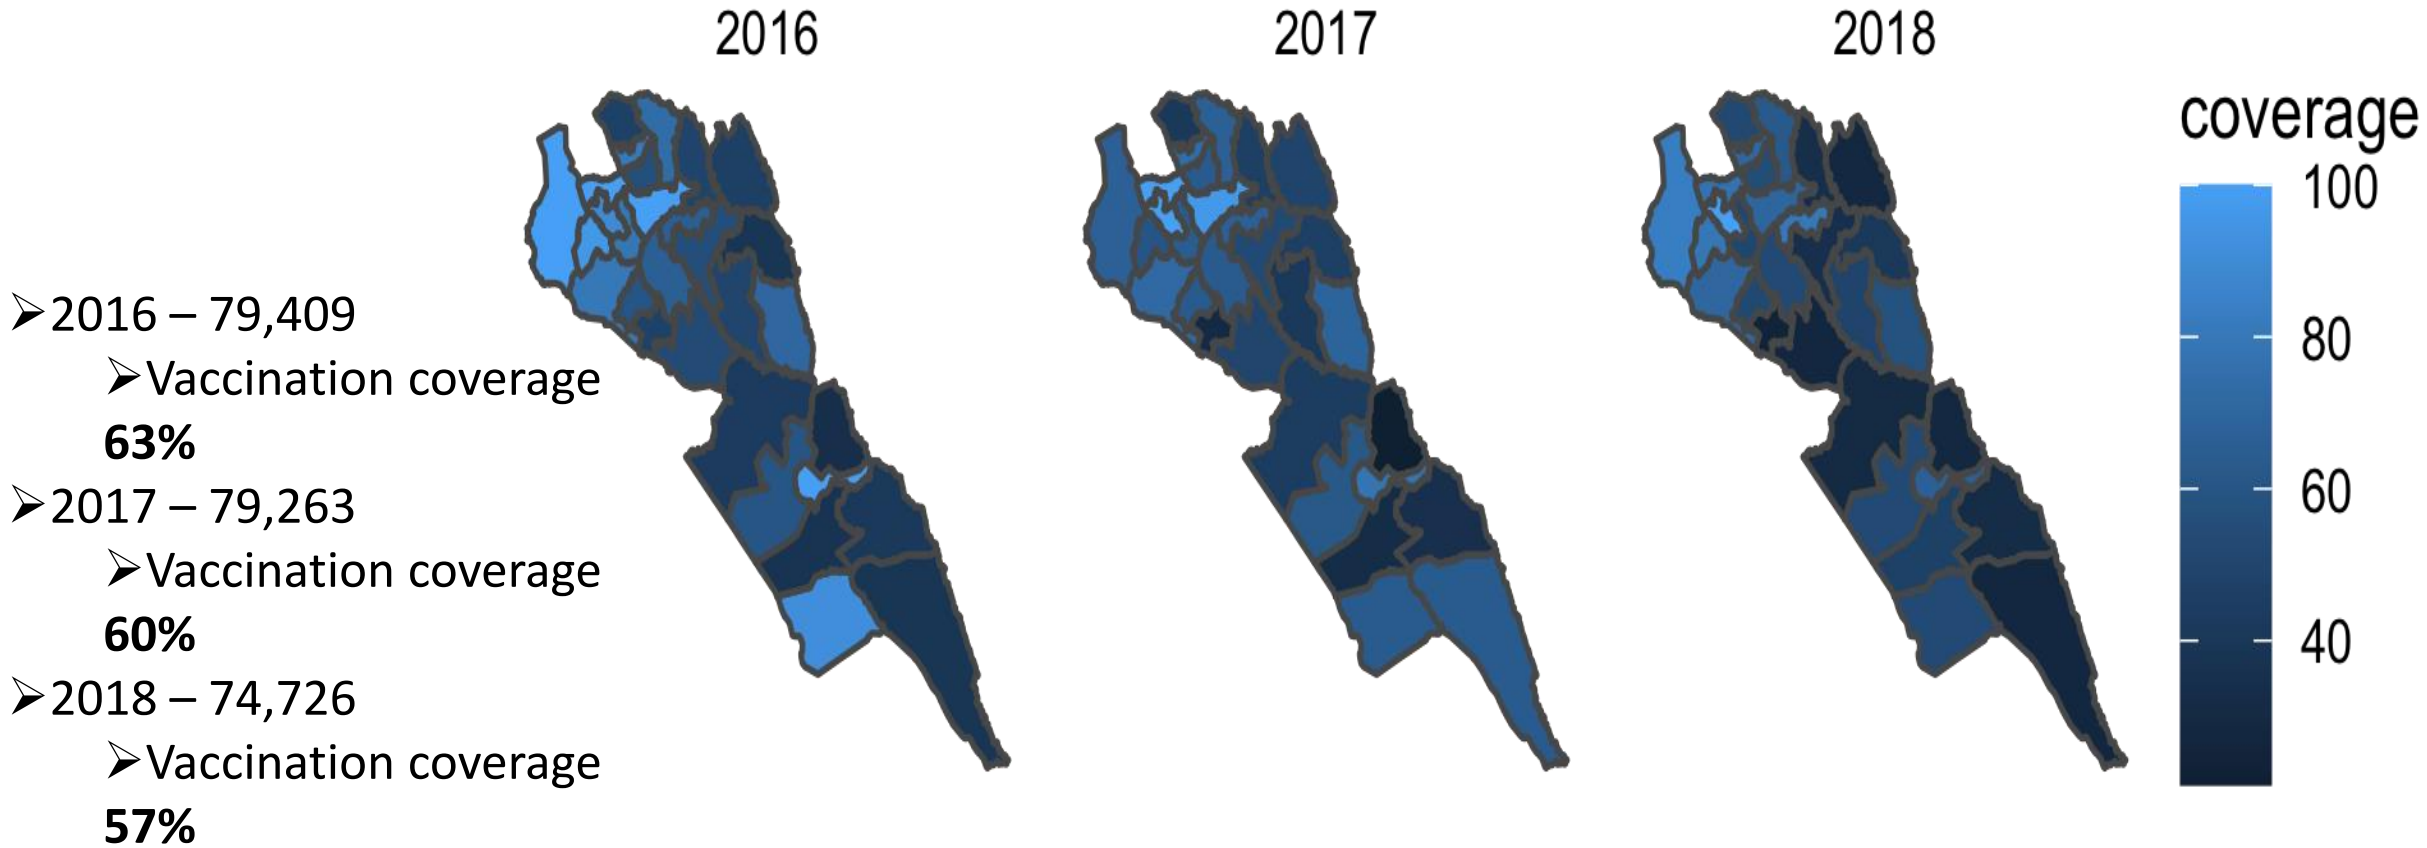 2016
2017
2018
coverage
100
80
60
40
➢2016 – 79,409
➢Vaccination coverage
63%
➢2017 – 79,263
➢Vaccination coverage
60%
➢2018 – 74,726
➢Vaccination coverage
57%